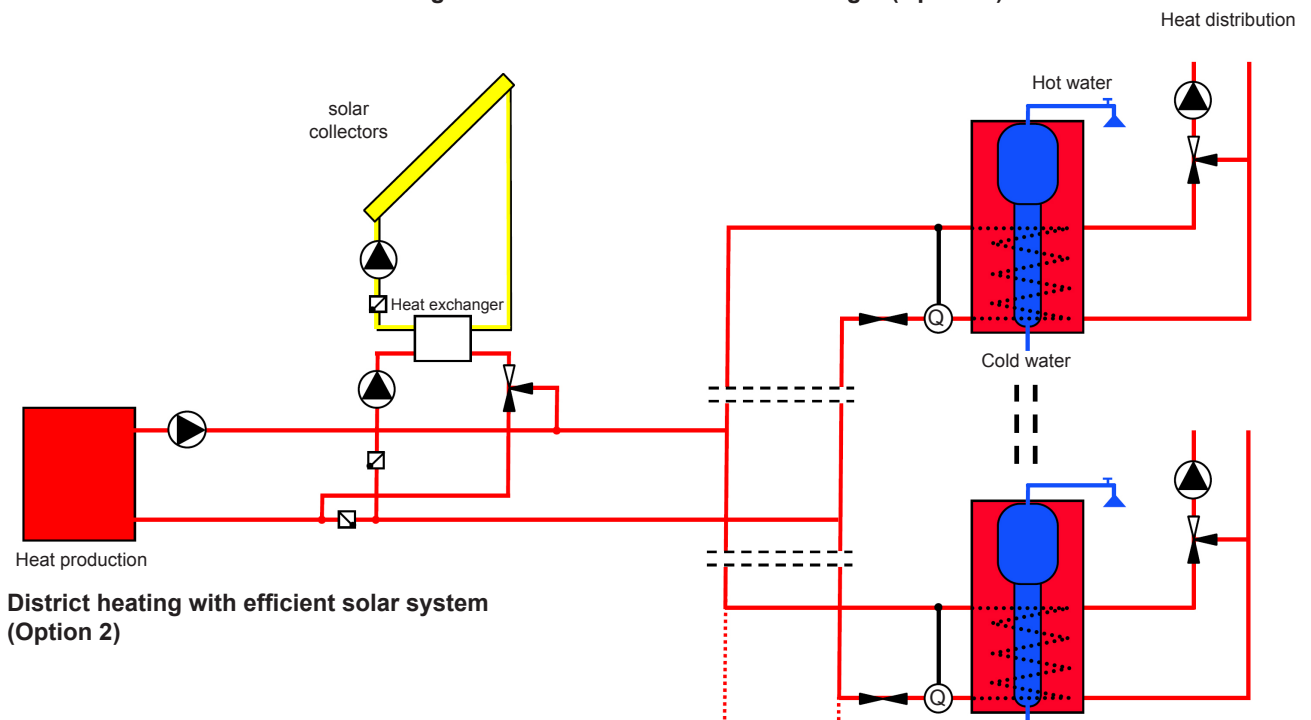 Heat distribution
Hot water
solar
collectors
Heat exchanger
Q
Cold water
Heat production
District heating with efficient solar system
(Option 2)
Q